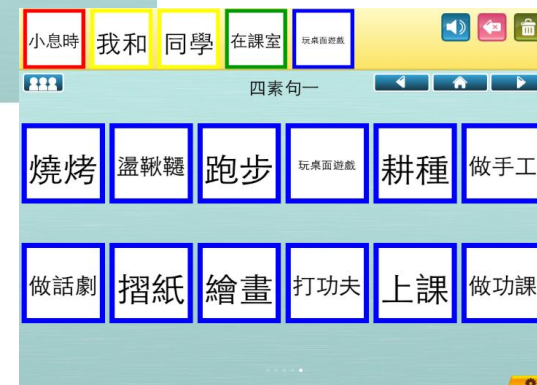 小息時 我和 同學 在課室 玩桌面遊戲
四素句一
燒烤 盪鞦韆 跑步 玩桌面遊戲 耕種 做手工
做話劇 摺紙 繪畫 打功夫 上課 做功課